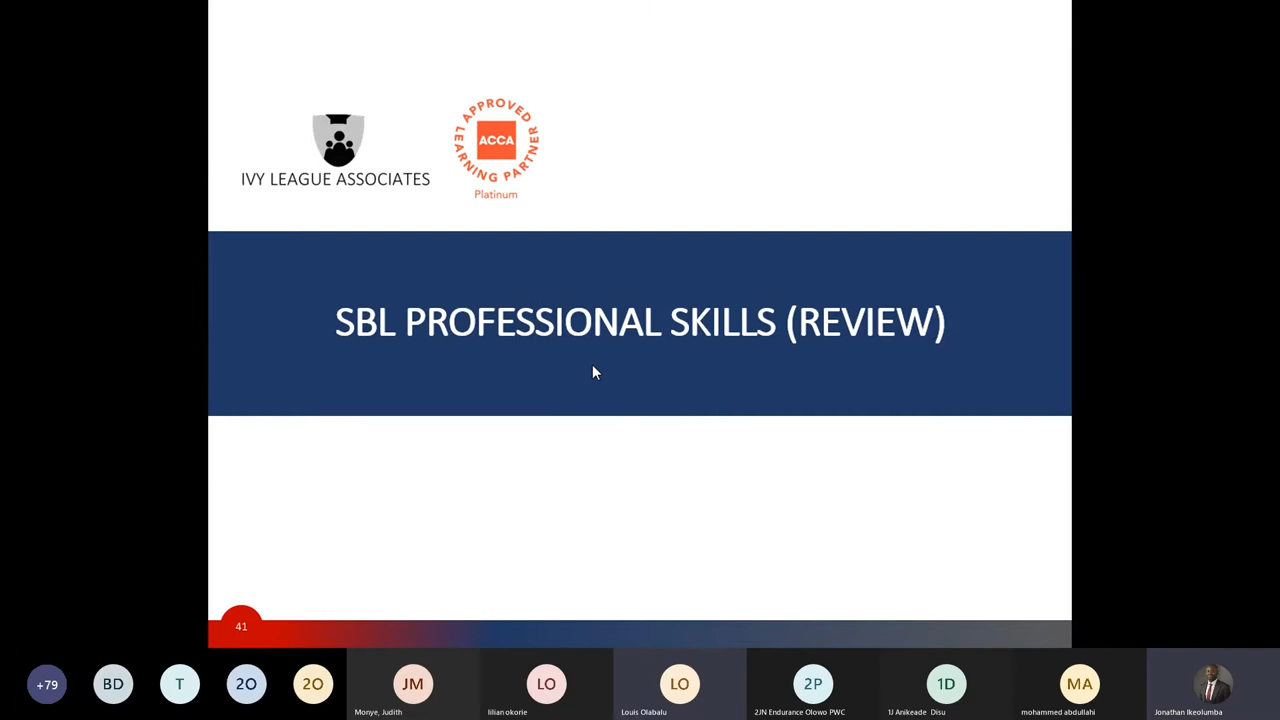 APPROVED LEARNING PARTNER
ACCA
Platinum
IVY LEAGUE ASSOCIATES
SBL PROFESSIONAL SKILLS (REVIEW)
41
+79
BD
T
2O
2O
JM
LO
LO
2P
1D
MA
Monye, Judith
lilian okorie
Louis Olabalu
2JN Endurance Olowo PWC
1J Anikeade Disu
mohammed abdullahi
Jonathan Ikeolumba